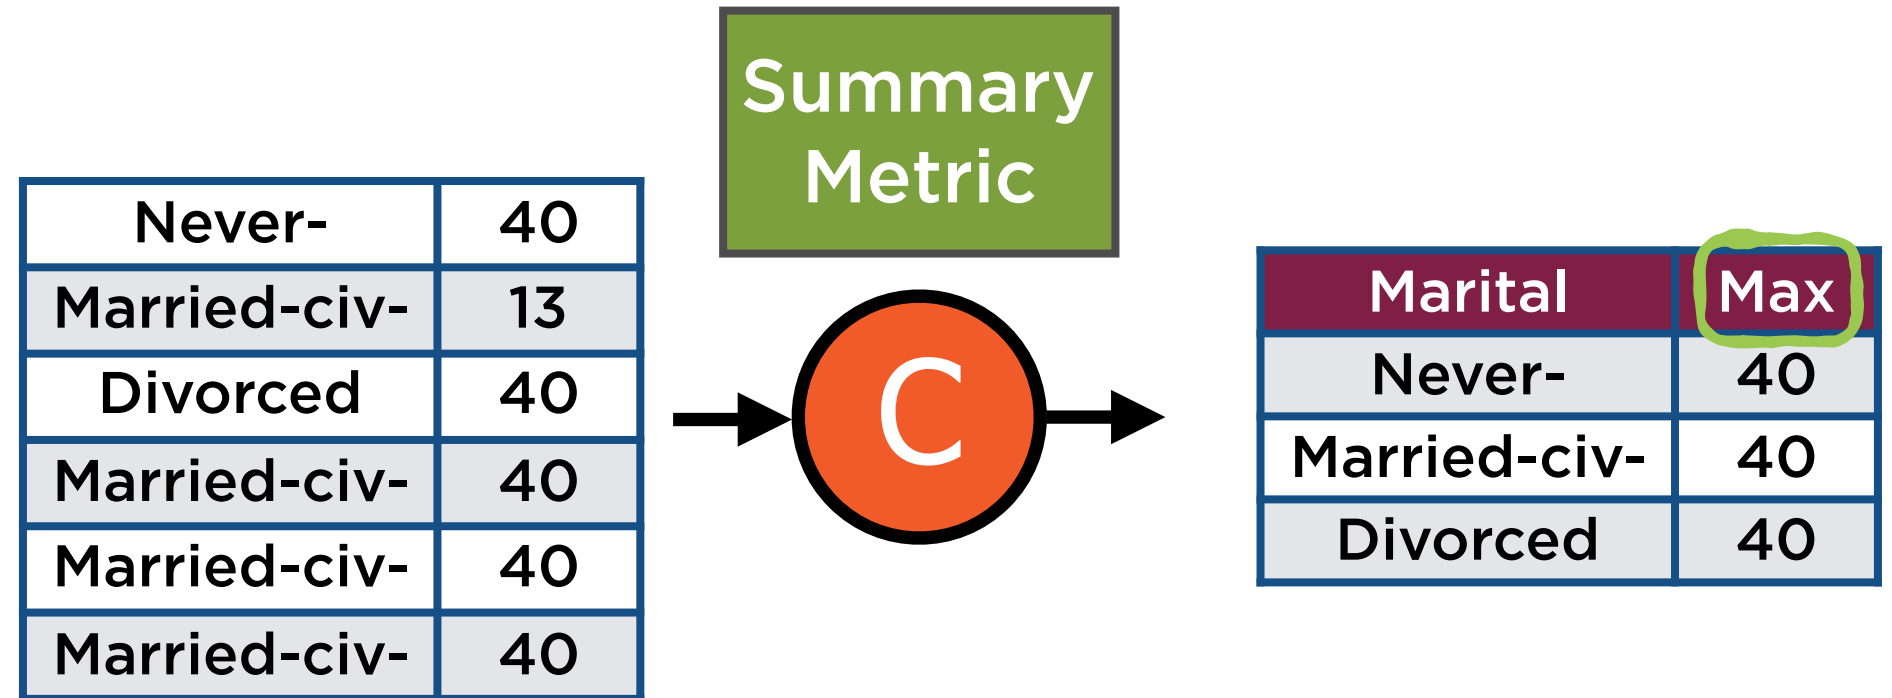 Summary
Metric
Never- 40
Married-civ- 13
Divorced 40
Married-civ- 40
Married-civ- 40
Married-civ- 40
C
Marital Max
Never- 40
Married-civ- 40
Divorced 40